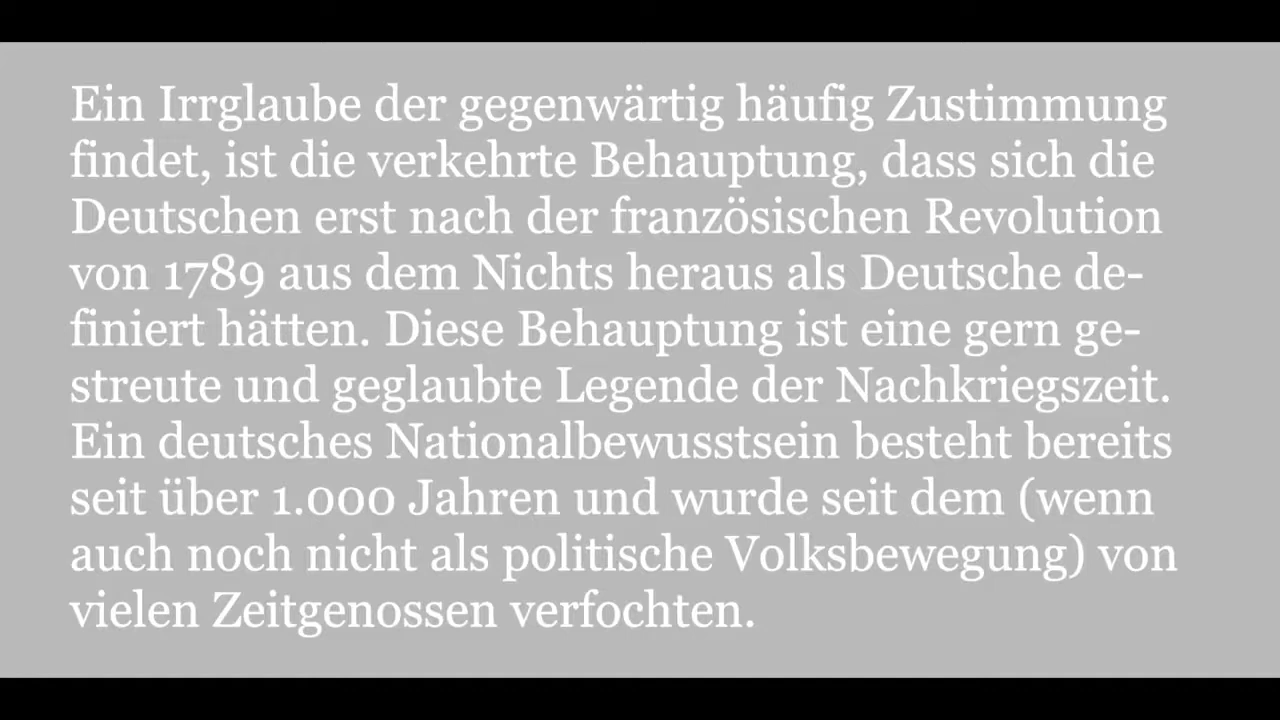 Ein Irrglaube der gegenwärtig häufig Zustimmung
findet, ist die verkehrte Behauptung, dass sich die
Deutschen erst nach der französischen Revolution
von 1789 aus dem Nichts heraus als Deutsche de-
finiert hätten. Diese Behauptung ist eine gern ge-
streute und geglaubte Legende der Nachkriegszeit.
Ein deutsches Nationalbewusstsein besteht bereits
seit über 1.000 Jahren und wurde seit dem (wenn
auch noch nicht als politische Volksbewegung) von
vielen Zeitgenossen verfochten.